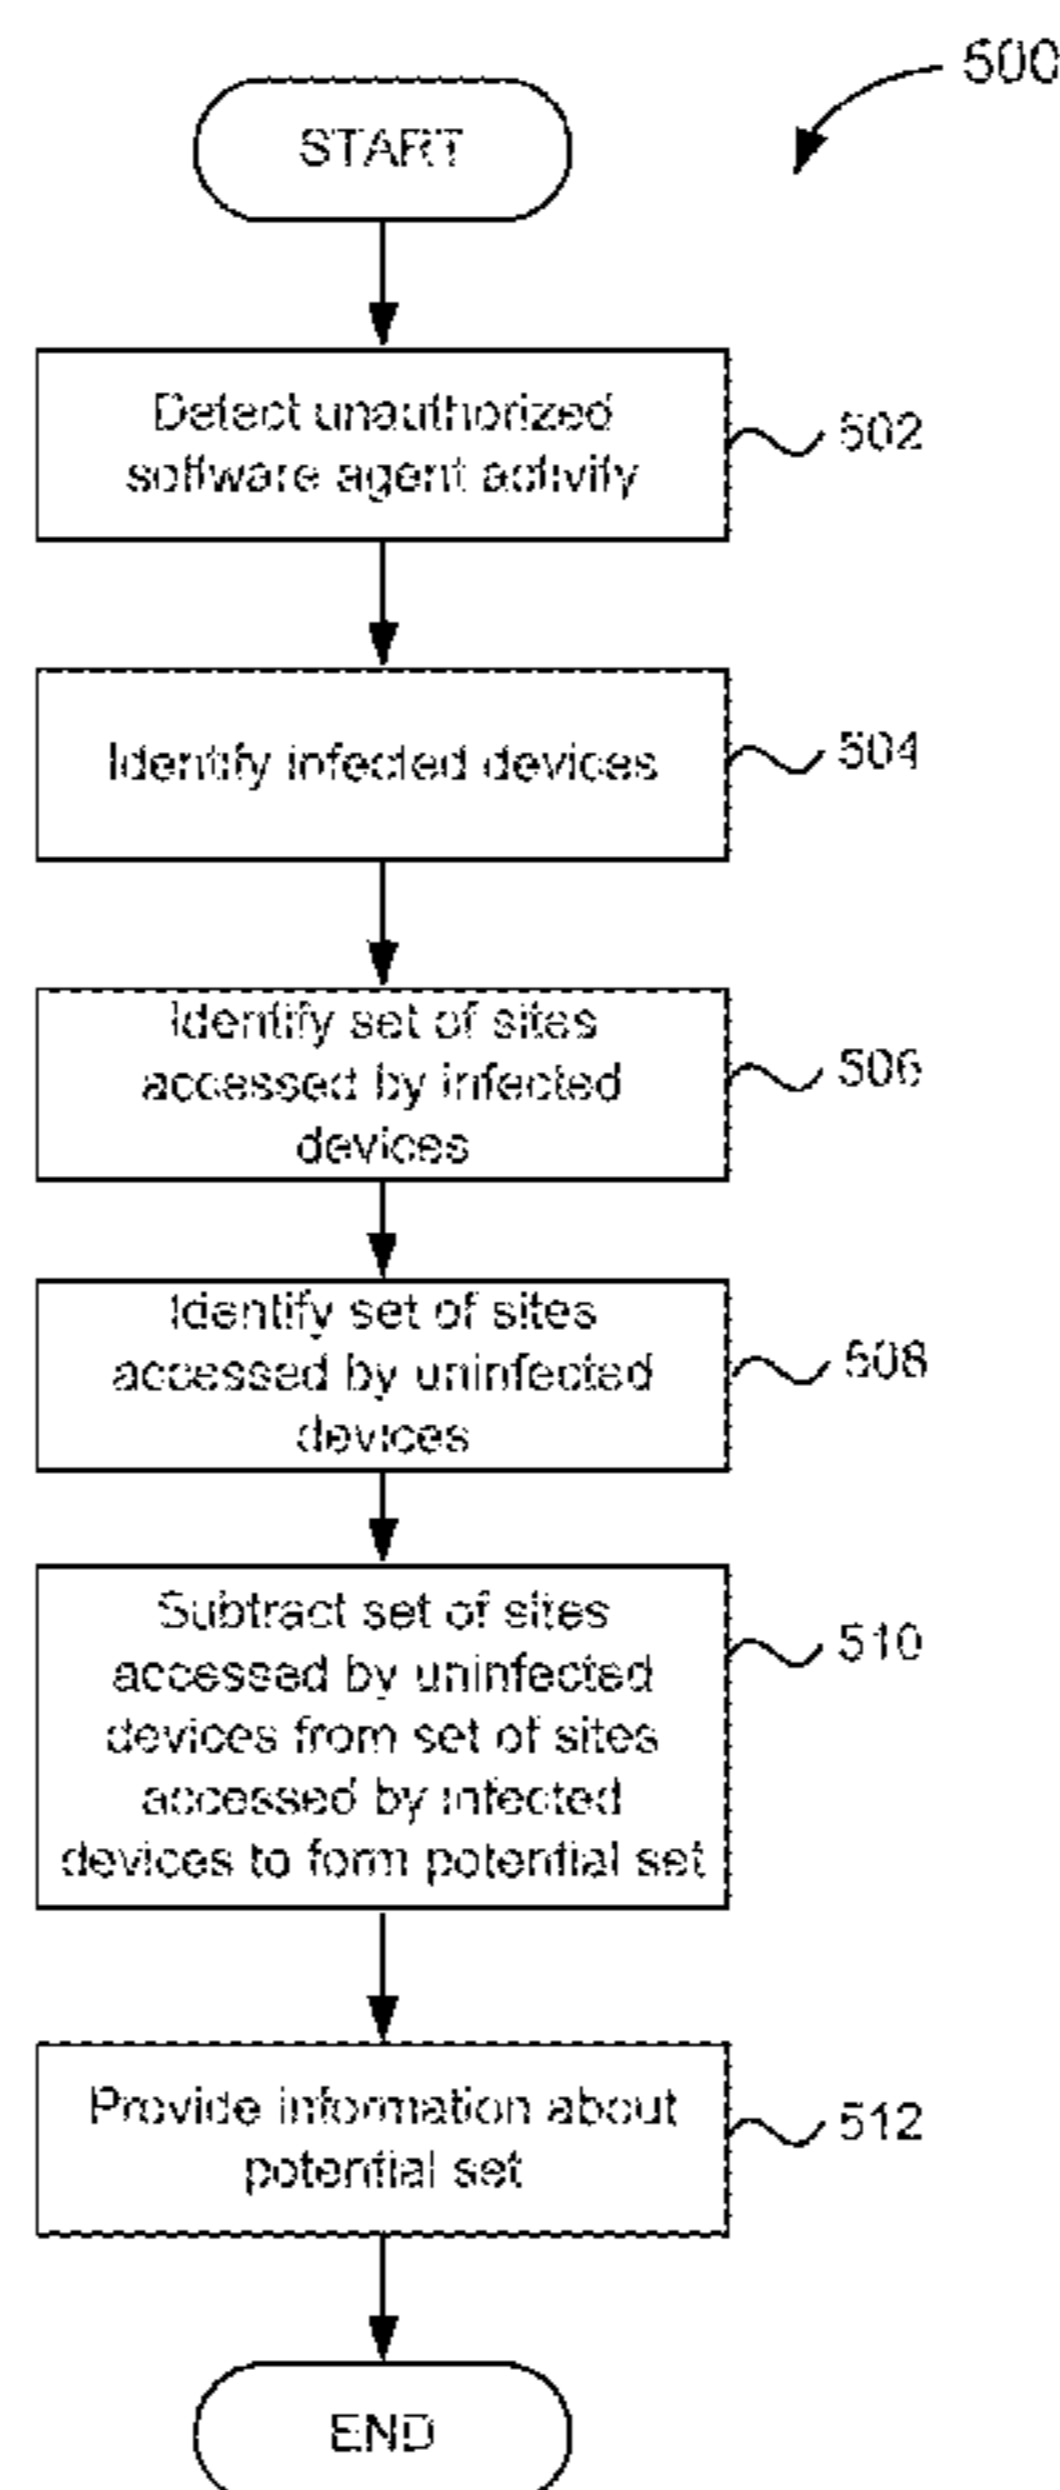 500
START
Detect unauthorized
software agent activity
502
Identify infected devices
504
Identify set of sites
accessed by infected
devices
506
Identify set of sites
accessed by uninfected
devices
508
Subtract set of sites
accessed by uninfected
devices from set of sites
accessed by infected
devices to form potential set
510
Provide information about
potential set
512
END